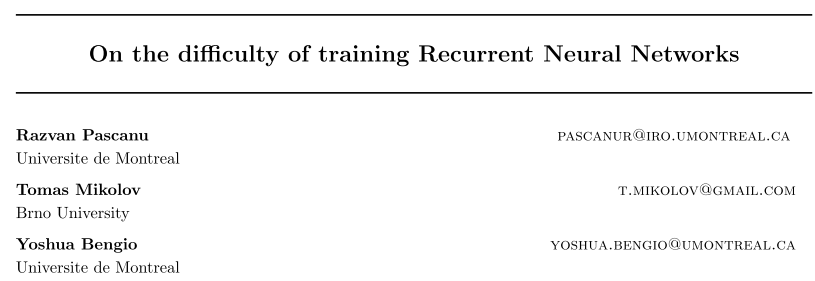 On the difficulty of training Recurrent Neural Networks
Razvan Pascanu pascanur@iro.umontreal.ca
Universite de Montreal
Tomas Mikolov t.mikolov@gmail.com
Brno University
Yoshua Bengio yoshua.bengio@umontreal.ca
Universite de Montreal